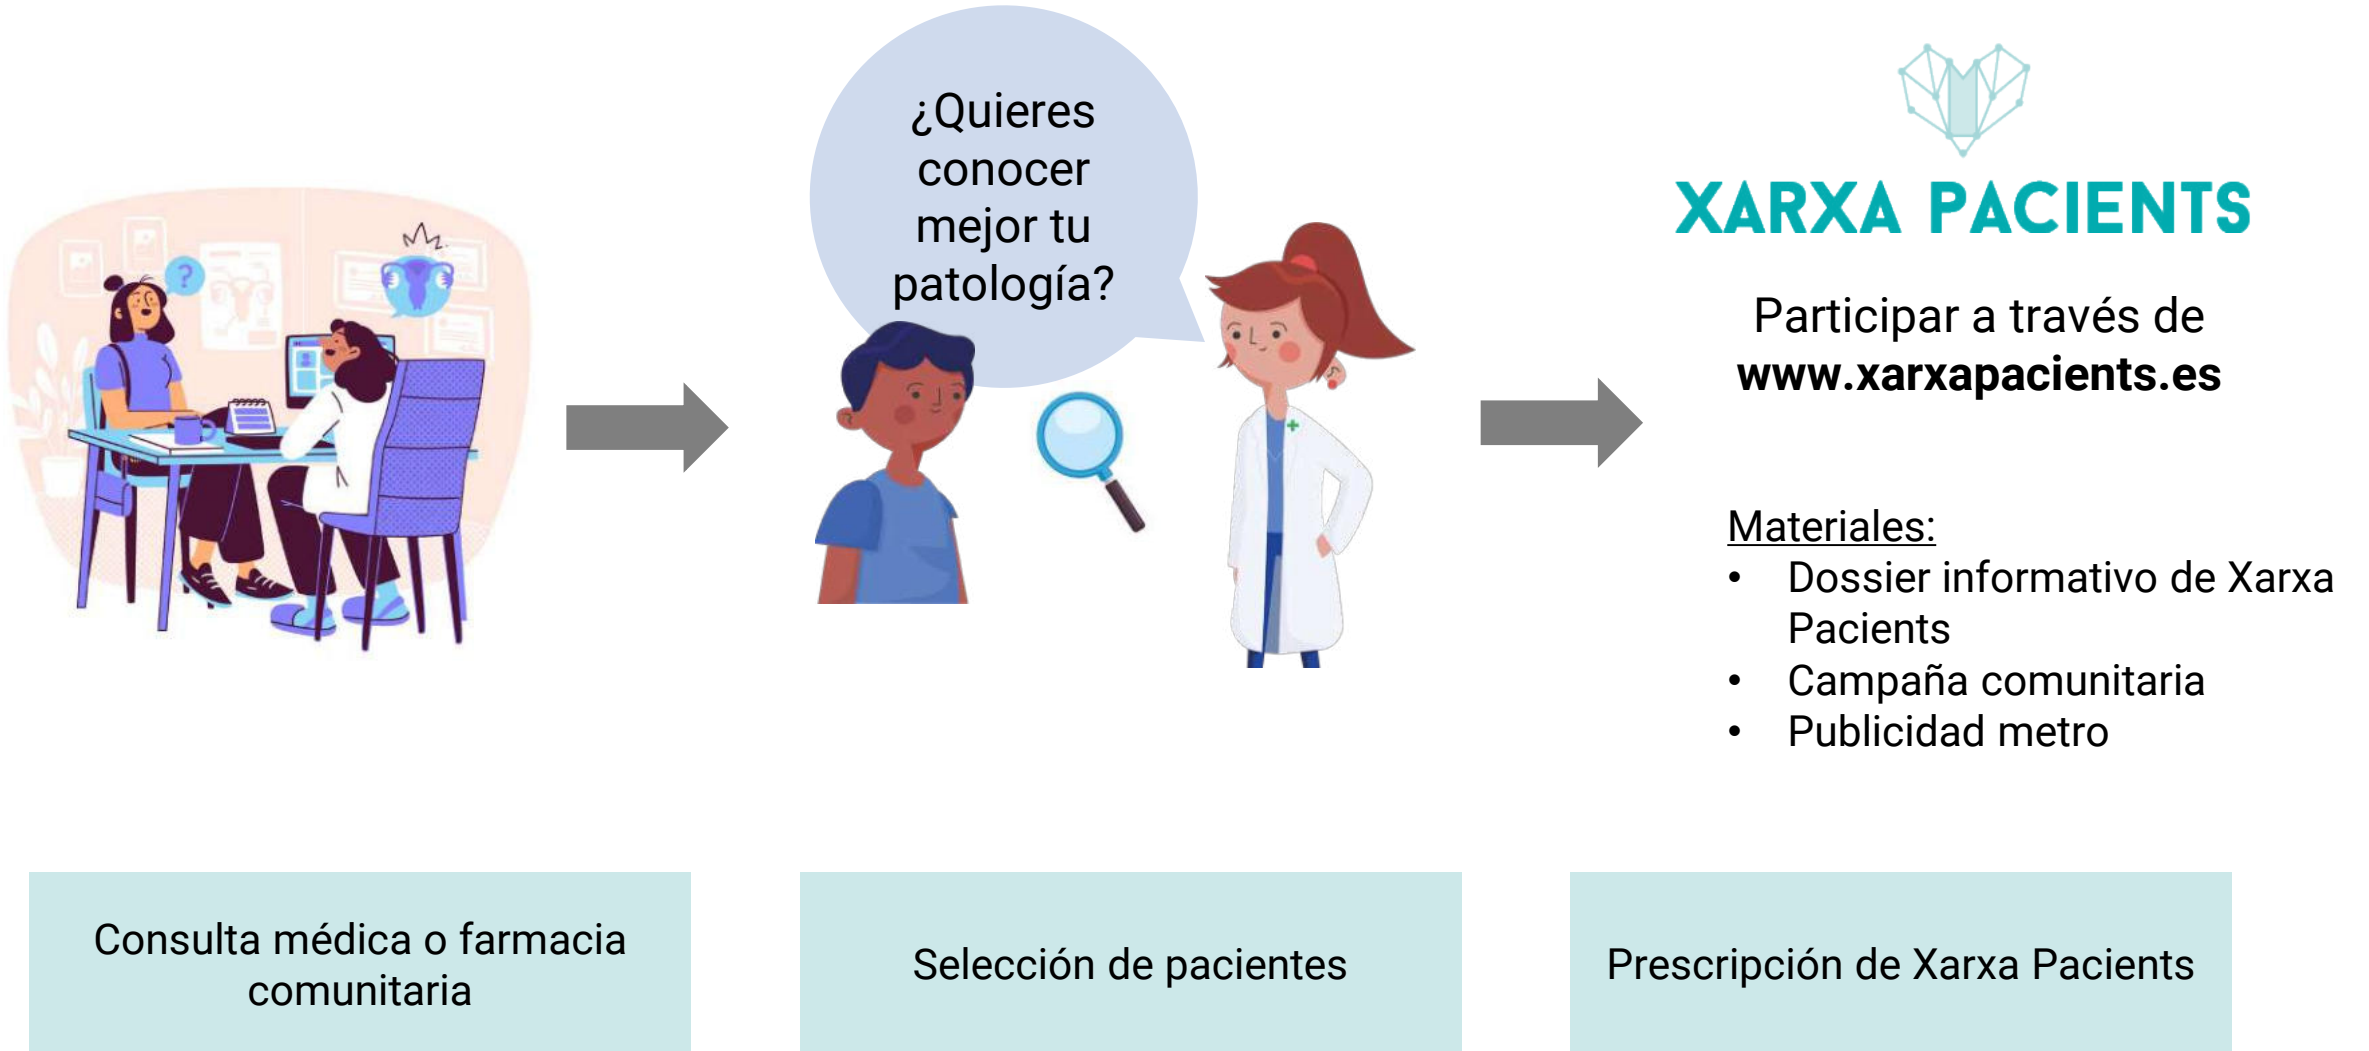 ¿Quieres
conocer
mejor tu
patología?
?
XARXA PACIENTS
Participar a través de
www.xarxapacients.es
Materiales:
• Dossier informativo de Xarxa
Pacients
• Campaña comunitaria
• Publicidad metro
Consulta médica o farmacia
comunitaria
Selección de pacientes
Prescripción de Xarxa Pacients